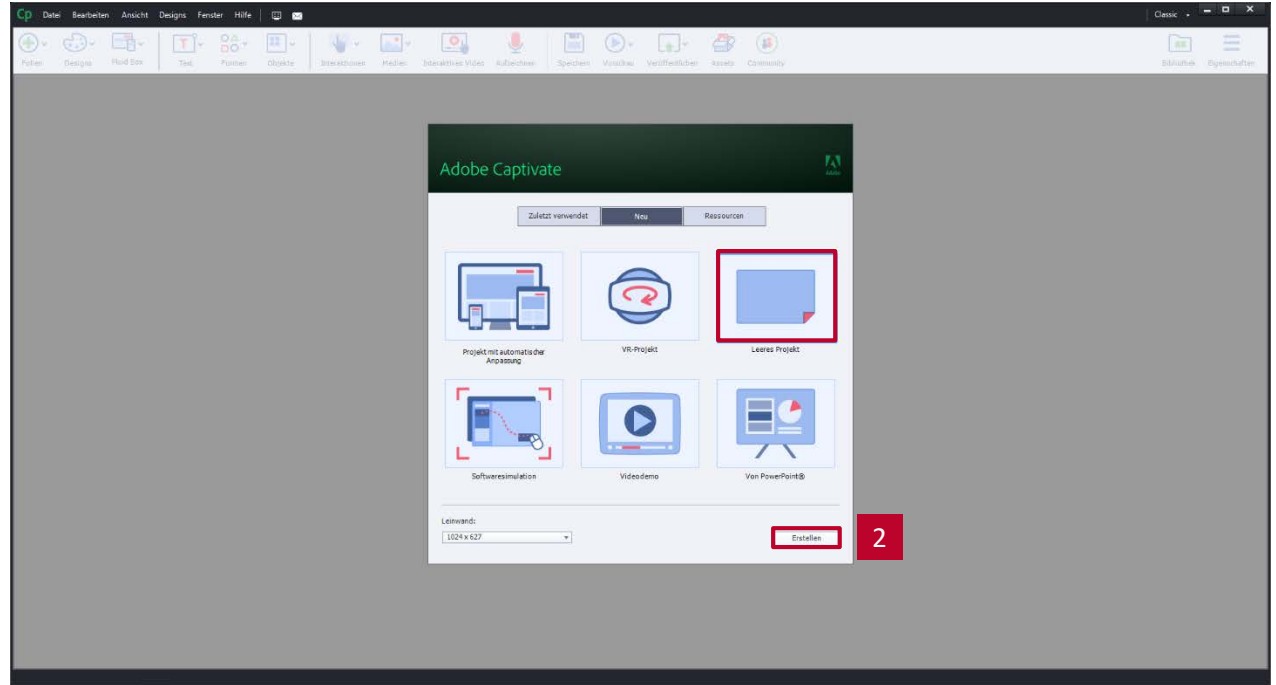 Cp Datei Bearbeiten Ansicht Designs Fenster Hilfe Classic
Folien Designs Fluid Box Text Formen Objekte Interaktionen Medien Interaktives Video Aufzeichnen Speichern Vorschau Veröffentlichen Assets Community Bibliothek Eigenschaften
Adobe Captivate
Adobe
Zuletzt verwendet Neu Ressourcen
Projekt mit automatischer
Anpassung
VR-Projekt
Leeres Projekt
Softwaresimulation
Videodemo
Von PowerPoint®
Leinwand:
1024 x 627
Erstellen
2